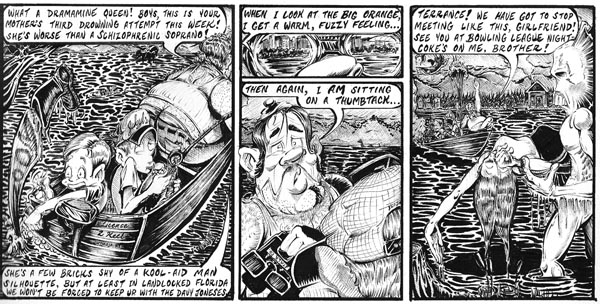 WHAT A DRAMAMINE QUEEN! BOYS, THIS IS YOUR
MOTHER'S THIRD DROWNING ATTEMPT THIS WEEK!
SHE'S WORSE THAN A SCHIZOPHRENIC SOPRANO!
SHE'S A FEW BRICKS SHY OF A KOOL-AID MAN
SILHOUETTE, BUT AT LEAST IN LANDLOCKED FLORIDA
WE WON'T BE FORCED TO KEEP UP WITH THE DAVY JONESES.
WHEN I LOOK AT THE BIG ORANGE,
I GET A WARM, FUZZY FEELING...
THEN AGAIN, I AM SITTING
ON A THUMBTACK...
TERRANCE! WE HAVE GOT TO STOP
MEETING LIKE THIS, GIRLFRIEND!
SEE YOU AT BOWLING LEAGUE NIGHT.
COKE'S ON ME, BROTHER!